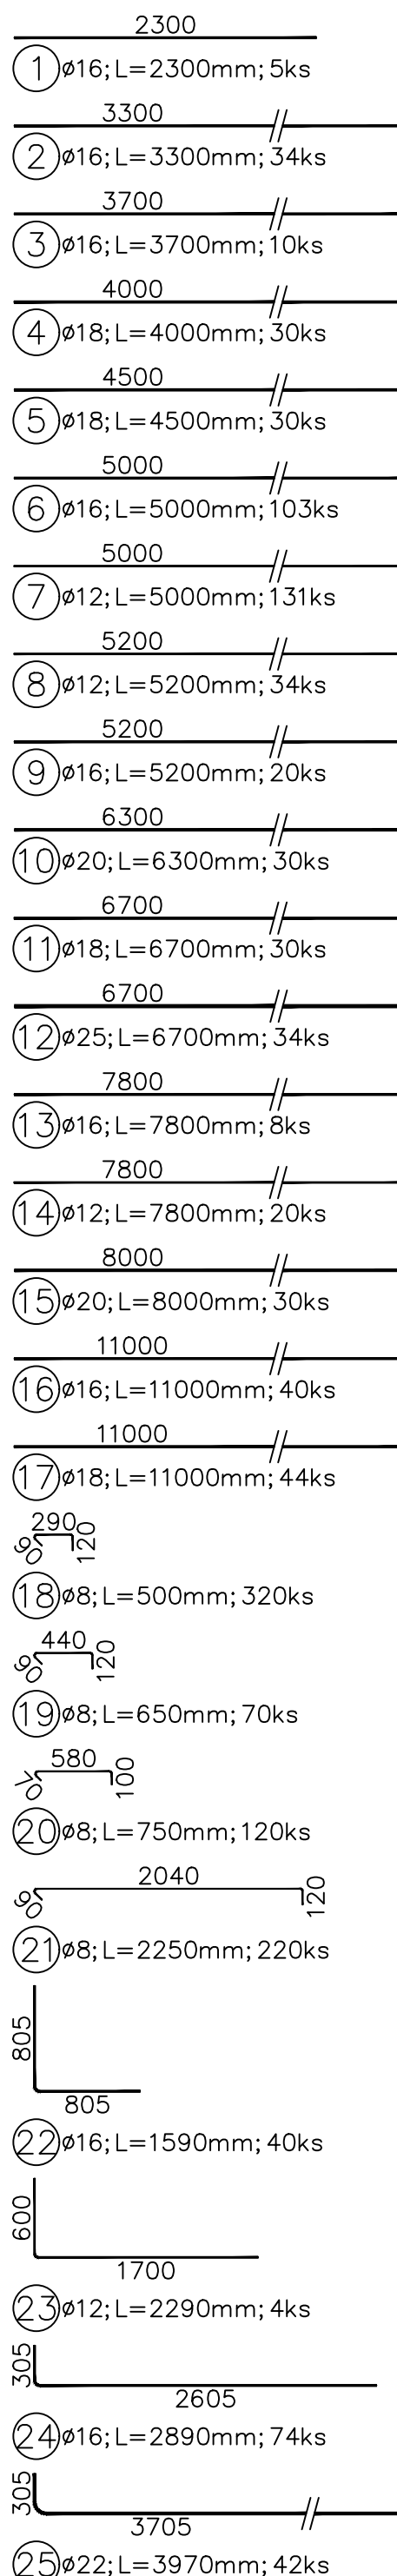 2300
1 ø16; L=2300mm; 5ks
3300
2 ø16; L=3300mm; 34ks
3700
3 ø16; L=3700mm; 10ks
4000
4 ø18; L=4000mm; 30ks
4500
5 ø18; L=4500mm; 30ks
5000
6 ø16; L=5000mm; 103ks
5000
7 ø12; L=5000mm; 131ks
5200
8 ø12; L=5200mm; 34ks
5200
9 ø16; L=5200mm; 20ks
6300
10 ø20; L=6300mm; 30ks
6700
11 ø18; L=6700mm; 30ks
6700
12 ø25; L=6700mm; 34ks
7800
13 ø16; L=7800mm; 8ks
7800
14 ø12; L=7800mm; 20ks
8000
15 ø20; L=8000mm; 30ks
11000
16 ø16; L=11000mm; 40ks
11000
17 ø18; L=11000mm; 44ks
90 290 120
18 ø8; L=500mm; 320ks
90 440 120
19 ø8; L=650mm; 70ks
70 580 100
20 ø8; L=750mm; 120ks
90 2040 120
21 ø8; L=2250mm; 220ks
805
805
22 ø16; L=1590mm; 40ks
600
1700
23 ø12; L=2290mm; 4ks
305
2605
24 ø16; L=2890mm; 74ks
305
3705
25 ø22; L=3970mm; 42ks